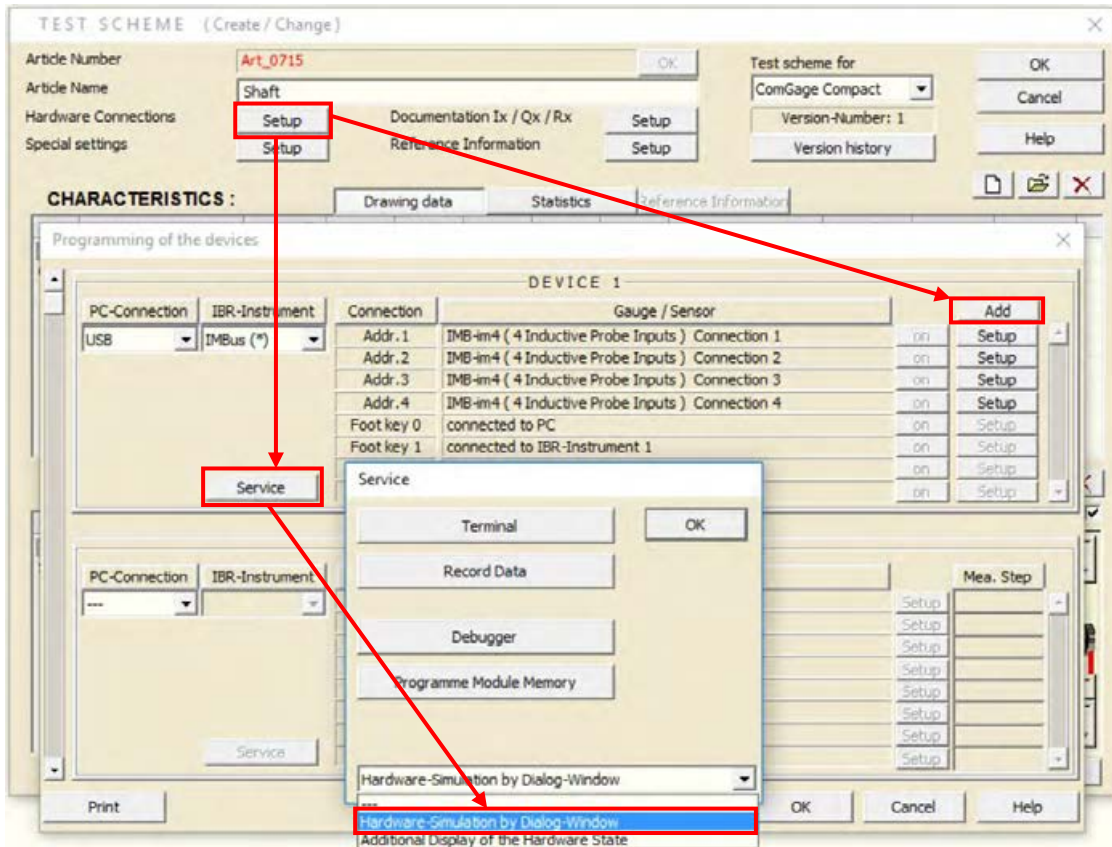 TEST SCHEME (Create / Change)
Article Number Art_0715 OK Test scheme for OK
Article Name Shaft ComGage Compact Cancel
Hardware Connections Setup Documentation Ix / Qx / Rx Setup Version-Number: 1
Special settings Setup Reference Information Setup Version history Help
CHARACTERISTICS : Drawing data Statistics Reference Information
Programming of the devices
DEVICE 1
PC-Connection IBR-Instrument Connection Gauge / Sensor Add
USB IMBus (*) Addr.1 IMB-im4 ( 4 Inductive Probe Inputs ) Connection 1 on Setup
Addr.2 IMB-im4 ( 4 Inductive Probe Inputs ) Connection 2 on Setup
Addr.3 IMB-im4 ( 4 Inductive Probe Inputs ) Connection 3 on Setup
Addr.4 IMB-im4 ( 4 Inductive Probe Inputs ) Connection 4 on Setup
Foot key 0 connected to PC on Setup
Foot key 1 connected to IBR-Instrument 1 on Setup
on Setup
Service on Setup
Service
Terminal OK
Record Data
Debugger
Programme Module Memory
Hardware-Simulation by Dialog-Window
---
Hardware-Simulation by Dialog-Window
Additional Display of the Hardware State
PC-Connection IBR-Instrument Mea. Step
--- Setup
Setup
Setup
Setup
Setup
Setup
Setup
Service Setup
Print OK Cancel Help